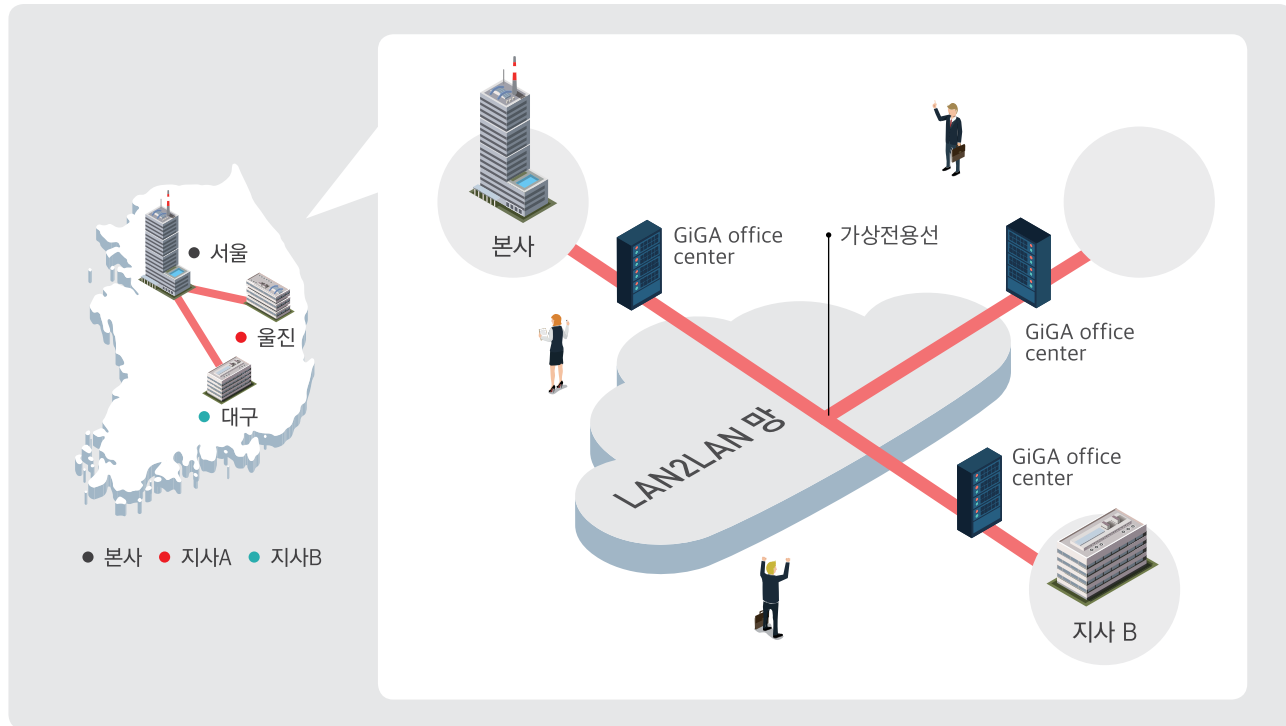 서울
울진
대구
본사 지사A 지사B
본사
GiGA office
center
가상전용선
GiGA office
center
LAN2LAN 망
GiGA office
center
지사 B